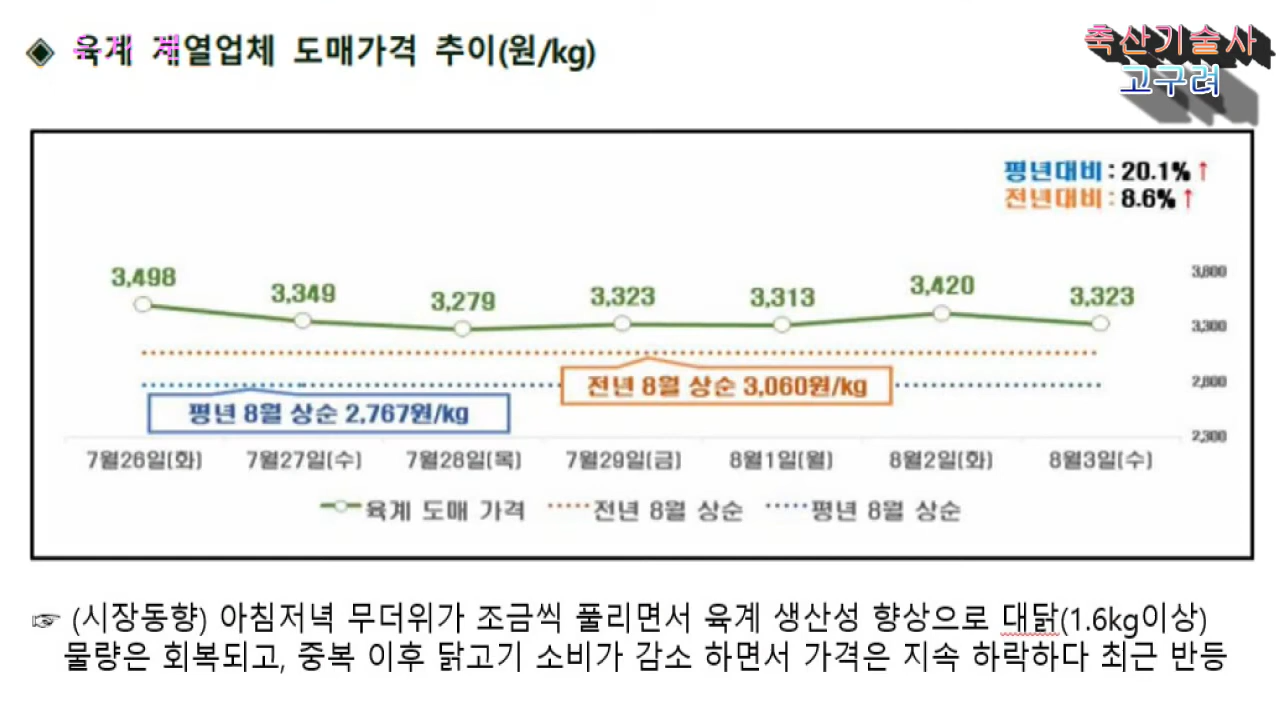 ◈ 육계 계열업체 도매가격 추이(원/kg)
축산기술사
고구려
평년대비 : 20.1% ↑
전년대비 : 8.6% ↑
3,498 3,349 3,279 3,323 3,313 3,420 3,323
3,800
3,300
2,800
2,300
전년 8월 상순 3,060원/kg
평년 8월 상순 2,767원/kg
7월26일(화) 7월27일(수) 7월28일(목) 7월29일(금) 8월1일(월) 8월2일(화) 8월3일(수)
육계 도매 가격 전년 8월 상순 평년 8월 상순
☞ (시장동향) 아침저녁 무더위가 조금씩 풀리면서 육계 생산성 향상으로 대닭(1.6kg이상)
물량은 회복되고, 중복 이후 닭고기 소비가 감소 하면서 가격은 지속 하락하다 최근 반등